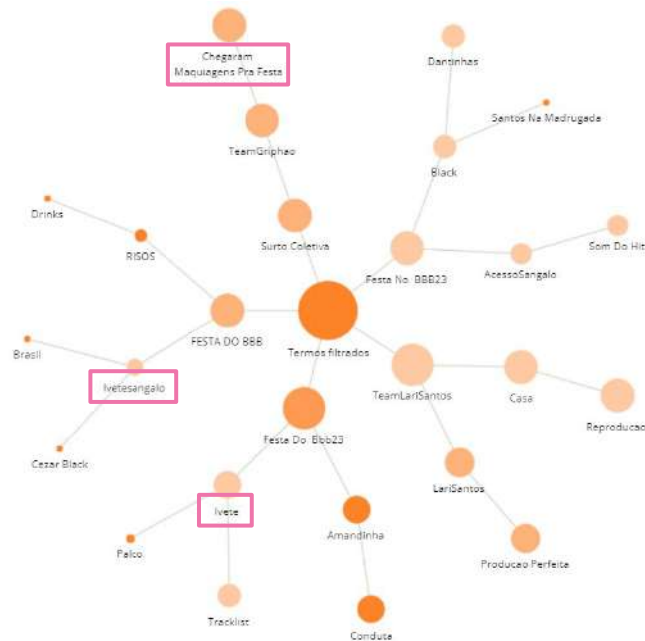 Chegaram
Maquiagens Pra Festa
Dantinhas
Santos Na Madrugada
TeamGriphao
Black
Drinks
Surto Coletiva
Som Do Hit
RISOS
Festa No. BBB23
AcessoSangalo
FESTA DO BBB
Termos filtrados
Brasil
Ivetesangalo
TeamLariSantos
Casa
Reproducao
Festa Do. Bbb23
Cezar Black
LariSantos
Ivete
Amandinha
Palco
Producao Perfeita
Tracklist
Conduta